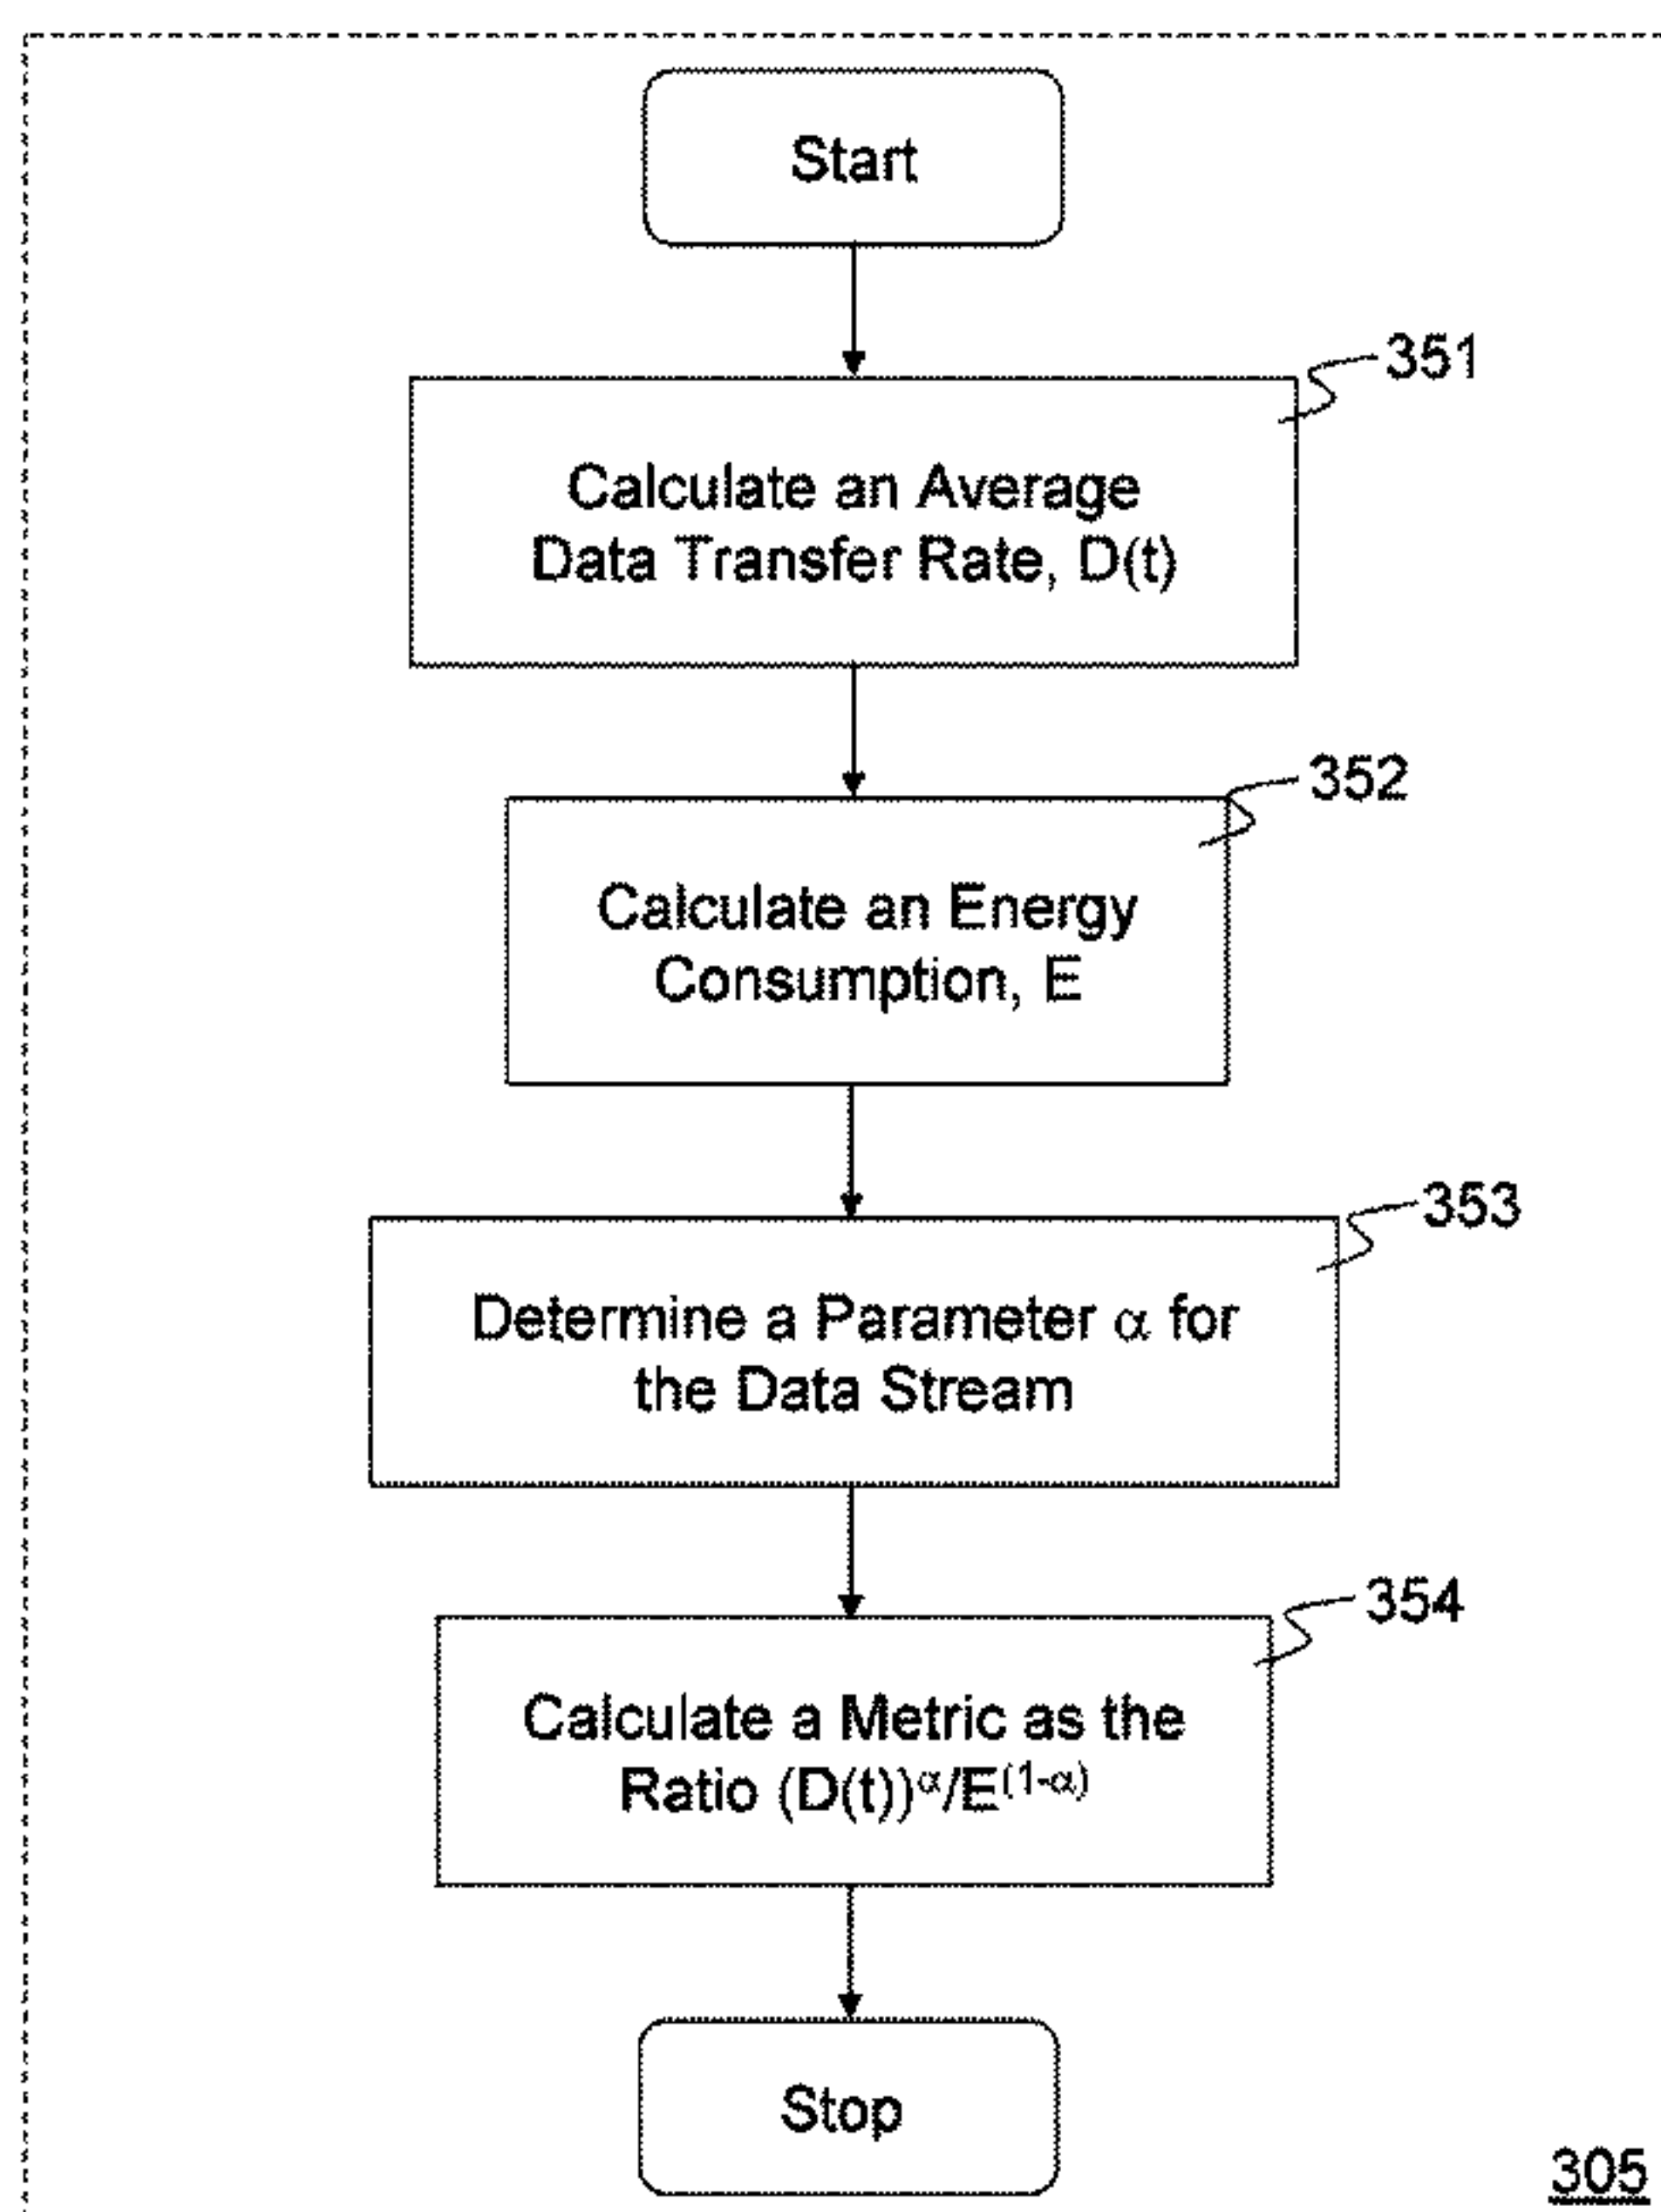 Start
351
Calculate an Average
Data Transfer Rate, D(t)
352
Calculate an Energy
Consumption, E
353
Determine a Parameter α for
the Data Stream
354
Calculate a Metric as the
Ratio (D(t))^α/E^(1-α)
Stop
305